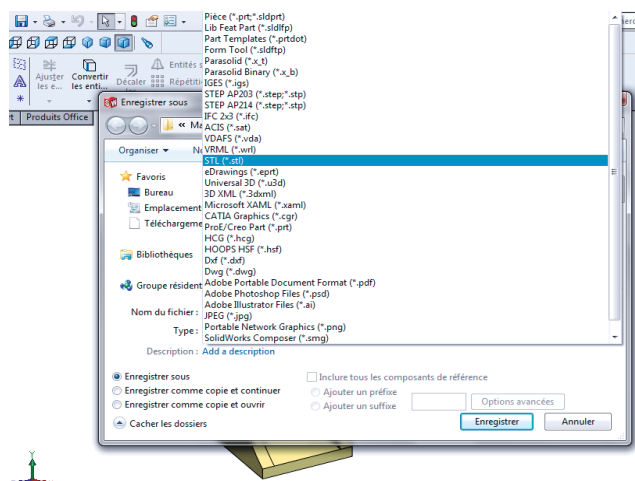 Pièce (*.prt;*.sldprt)
Lib Feat Part (*.sldlfp)
Part Templates (*.prtdot)
Form Tool (*.sldftp)
Parasolid (*.x_t)
Parasolid Binary (*.x_b)
IGES (*.igs)
STEP AP203 (*.step;*.stp)
STEP AP214 (*.step;*.stp)
IFC 2x3 (*.ifc)
ACIS (*.sat)
VDAFS (*.vda)
VRML (*.wrl)
STL (*.stl)
eDrawings (*.eprt)
Universal 3D (*.u3d)
3D XML (*.3dxml)
Microsoft XAML (*.xaml)
CATIA Graphics (*.cgr)
ProE/Creo Part (*.prt)
HCG (*.hcg)
HOOPS HSF (*.hsf)
Dxf (*.dxf)
Dwg (*.dwg)
Adobe Portable Document Format (*.pdf)
Adobe Photoshop Files (*.psd)
Adobe Illustrator Files (*.ai)
JPEG (*.jpg)
Portable Network Graphics (*.png)
SolidWorks Composer (*.smg)
Ajuster
les e...
Convertir
les enti...
Décaler
Entités s
Répétiti
Produits Office
Enregistrer sous
« Ma
Organiser
Favoris
Bureau
Emplacement
Téléchargeme
Bibliothèques
Groupe résident
Nom du fichier :
Type :
Description : Add a description
Enregistrer sous
Enregistrer comme copie et continuer
Enregistrer comme copie et ouvrir
Inclure tous les composants de référence
Ajouter un préfixe
Ajouter un suffixe
Options avancées
Cacher les dossiers
Enregistrer
Annuler
Y